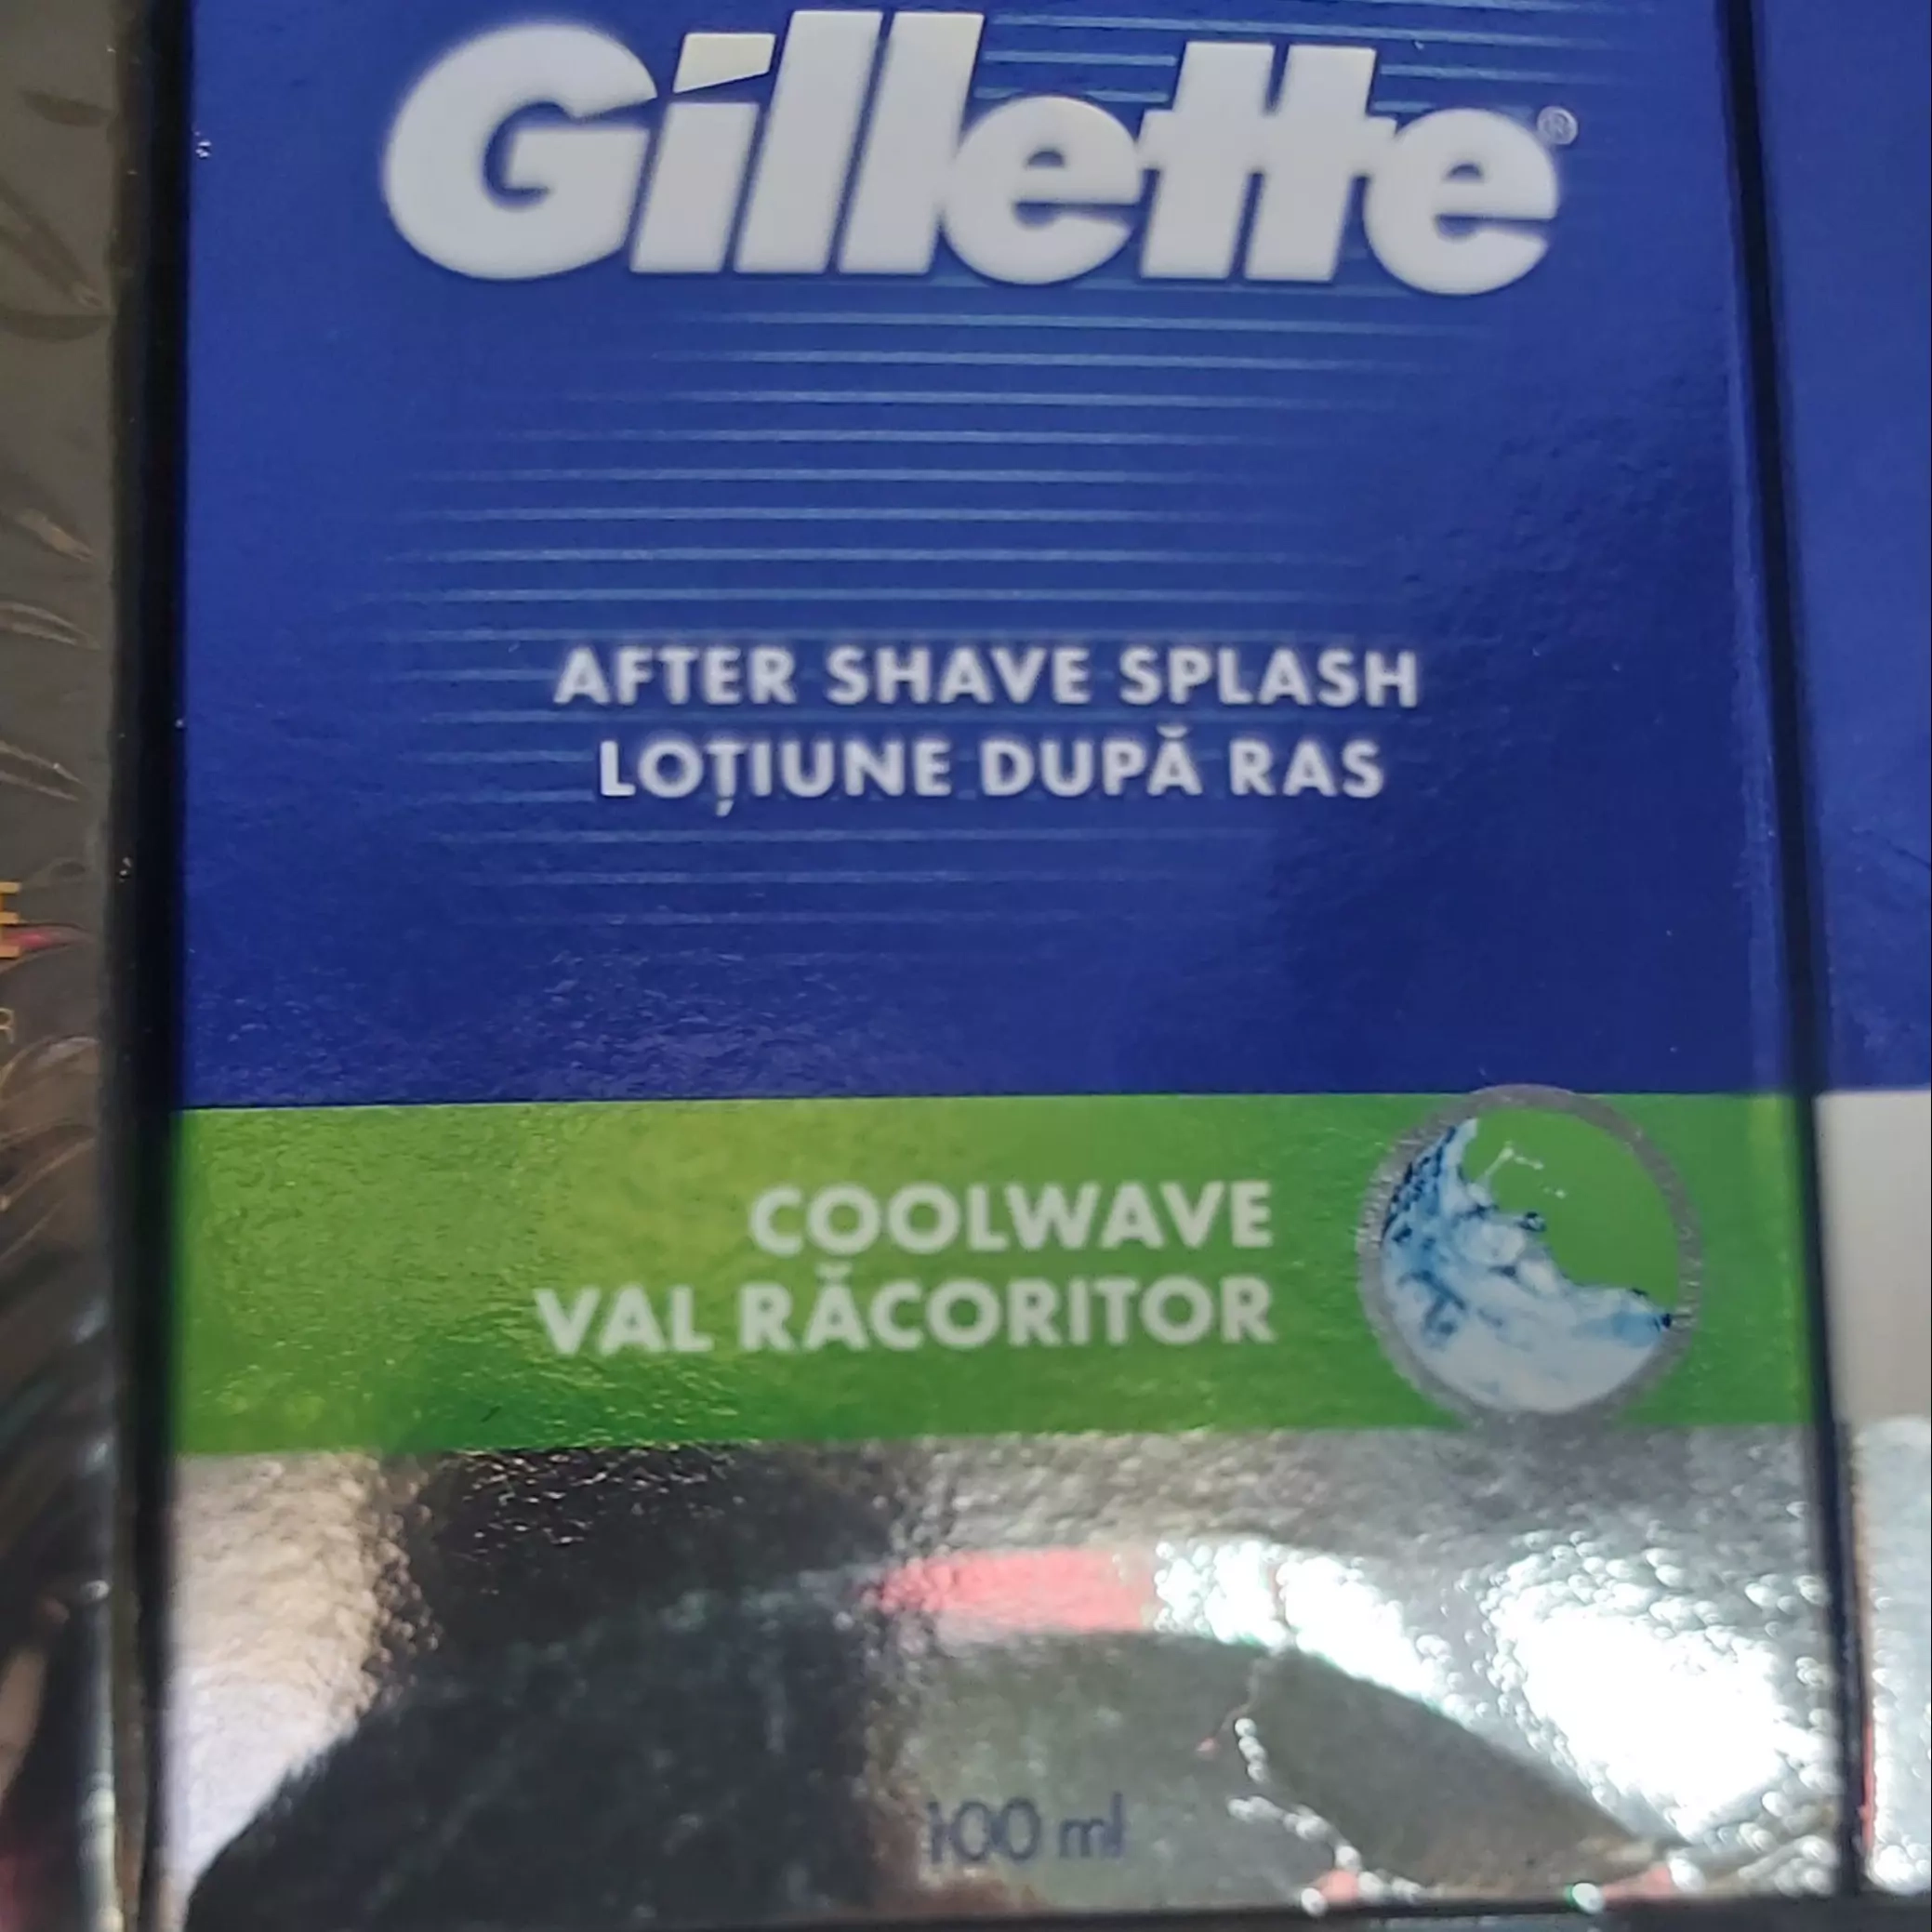 Gillette®
AFTER SHAVE SPLASH
LOȚIUNE DUPĂ RAS
COOLWAVE
VAL RĂCORITOR
100 ml